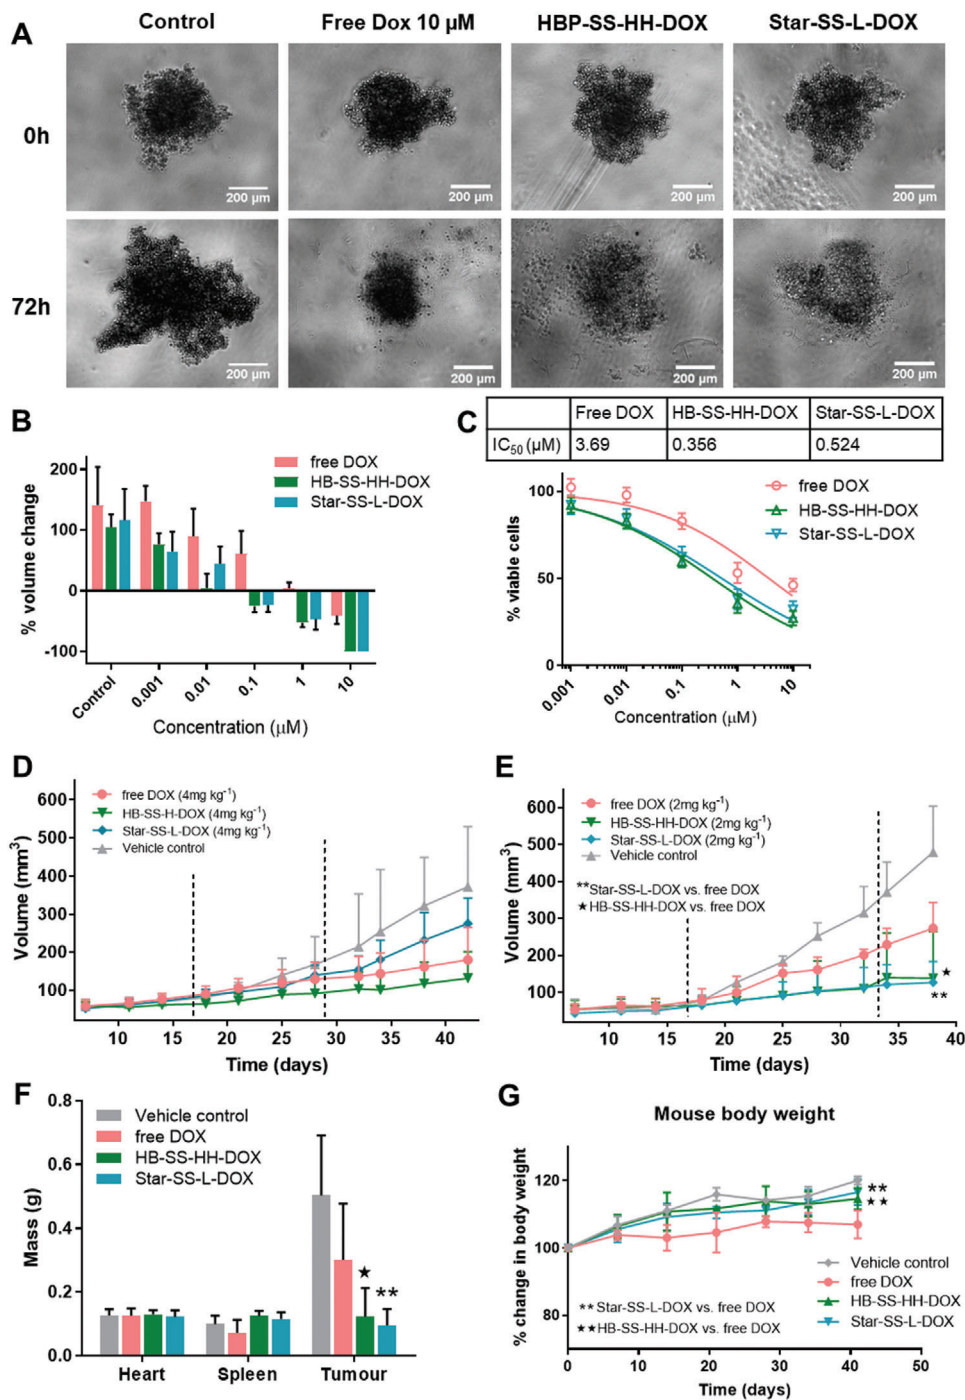 A
Control
Free Dox 10 µM
HBP-SS-HH-DOX
Star-SS-L-DOX
0h
200 µm
200 µm
200 µm
200 µm
72h
200 µm
200 µm
200 µm
200 µm
B
% volume change
200
100
0
-100
free DOX
HB-SS-HH-DOX
Star-SS-L-DOX
Control
0.001
0.01
0.1
1
10
Concentration (µM)
C
Free DOX
HB-SS-HH-DOX
Star-SS-L-DOX
IC50 (µM)
3.69
0.356
0.524
% viable cells
100
50
0
free DOX
HB-SS-HH-DOX
Star-SS-L-DOX
0.001
0.01
0.1
1
10
Concentration (µM)
D
Volume (mm³)
600
400
300
200
100
free DOX (4mg kg⁻¹)
HB-SS-H-DOX (4mg kg⁻¹)
Star-SS-L-DOX (4mg kg⁻¹)
Vehicle control
10
15
20
25
30
35
40
Time (days)
E
Volume (mm³)
600
400
300
200
100
free DOX (2mg kg⁻¹)
HB-SS-HH-DOX (2mg kg⁻¹)
Star-SS-L-DOX (2mg kg⁻¹)
Vehicle control
**Star-SS-L-DOX vs. free DOX
★HB-SS-HH-DOX vs. free DOX
★
**
10
15
20
25
30
35
40
Time (days)
F
Mass (g)
0.8
0.6
0.4
0.2
0.0
Vehicle control
free DOX
HB-SS-HH-DOX
Star-SS-L-DOX
★
**
Heart
Spleen
Tumour
G
Mouse body weight
% change in body weight
120
100
80
**
★★
Vehicle control
free DOX
HB-SS-HH-DOX
Star-SS-L-DOX
**Star-SS-L-DOX vs. free DOX
★★HB-SS-HH-DOX vs. free DOX
0
10
20
30
40
50
Time (days)